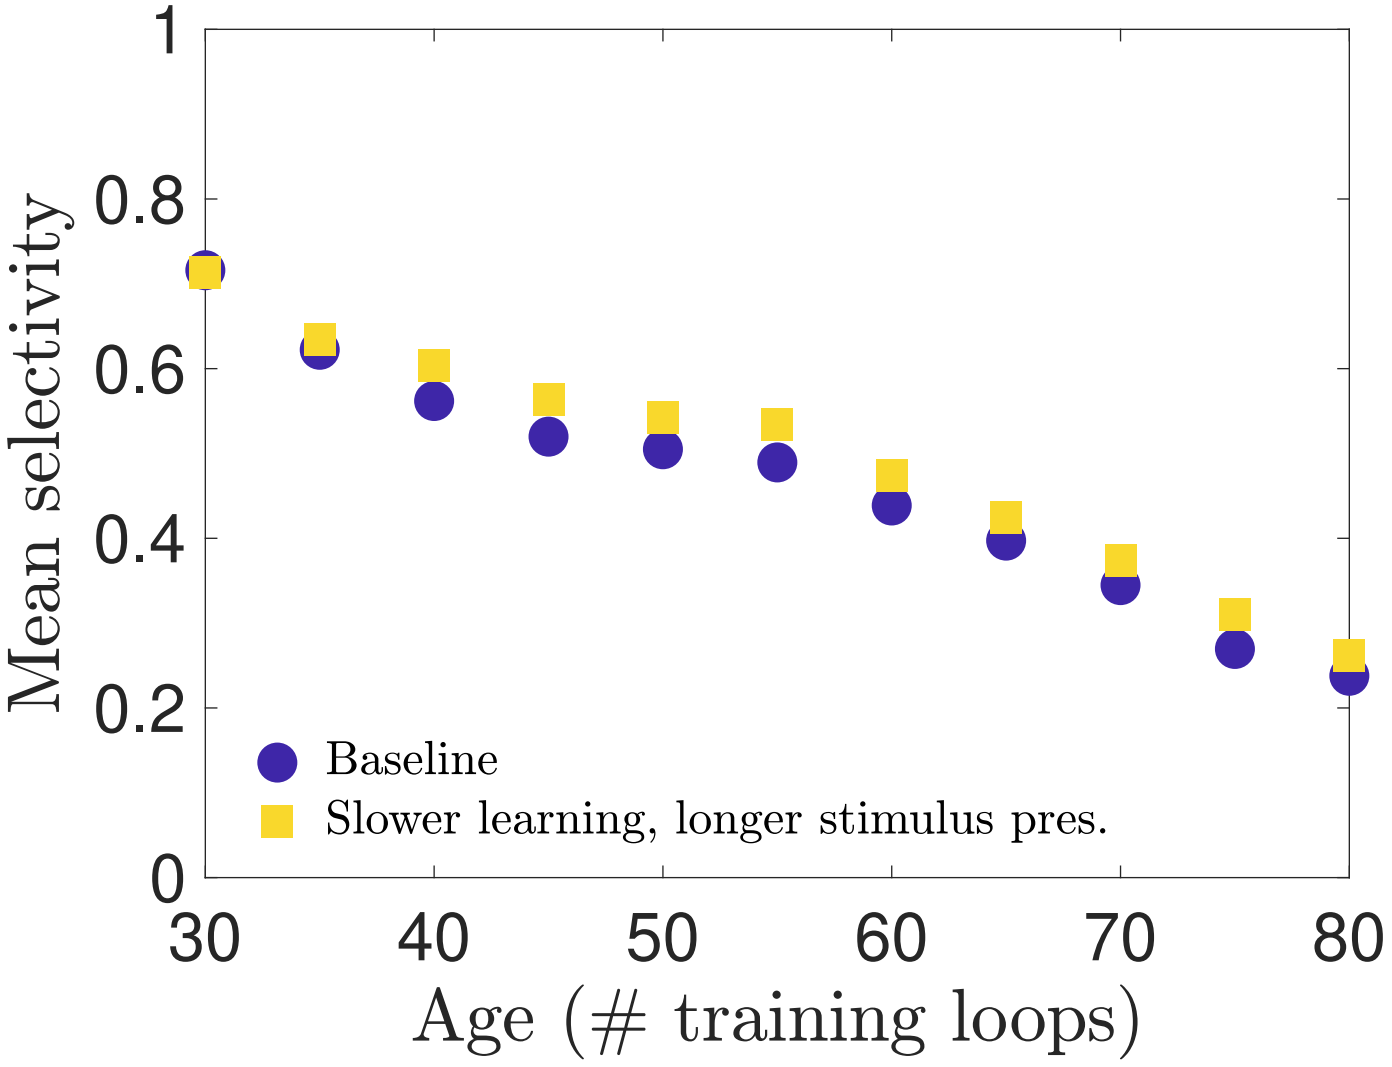 1
0.8
0.6
0.4
0.2
0
Mean selectivity
Baseline
Slower learning, longer stimulus pres.
30 40 50 60 70 80
Age (# training loops)